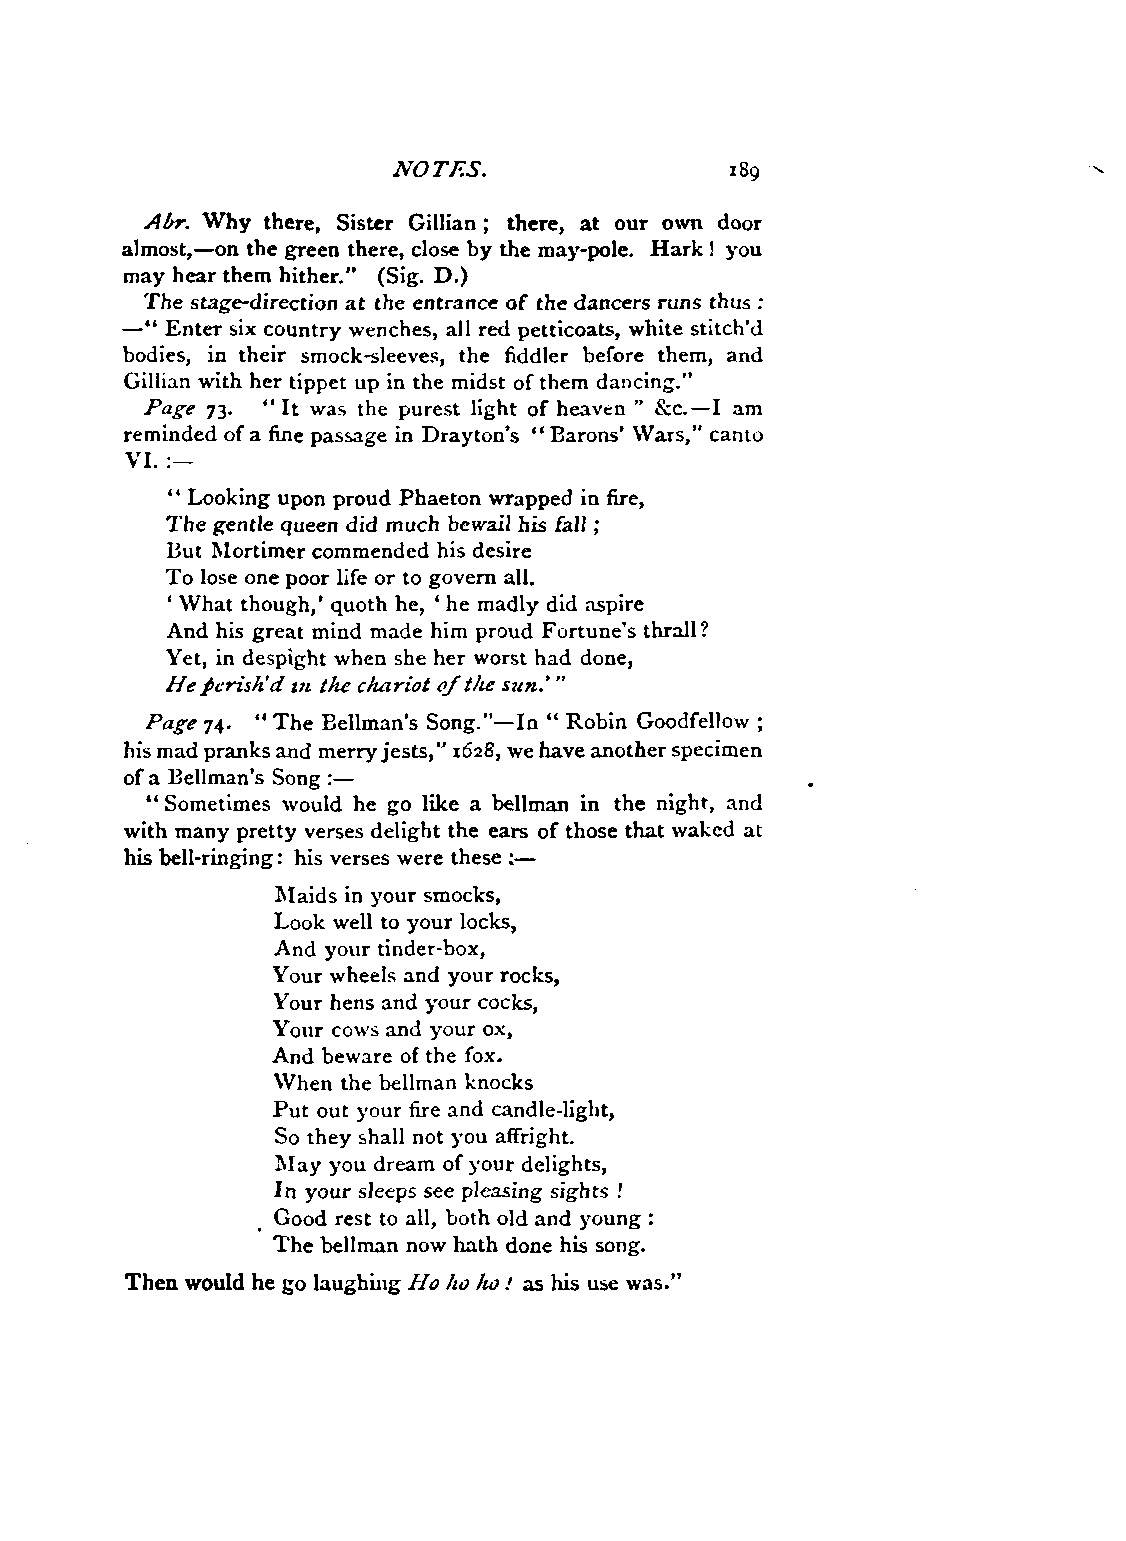 NOTES. 189
Abr. Why there, Sister Gillian; there, at our own door
almost,—on the green there, close by the may-pole. Hark! you
may hear them hither." (Sig. D.)
The stage-direction at the entrance of the dancers runs thus:
—"Enter six country wenches, all red petticoats, white stitch'd
bodies, in their smock-sleeves, the fiddler before them, and
Gillian with her tippet up in the midst of them dancing."
Page 73. "It was the purest light of heaven" &c.—I am
reminded of a fine passage in Drayton's "Barons' Wars," canto
VI. :—
"Looking upon proud Phaeton wrapped in fire,
The gentle queen did much bewail his fall;
But Mortimer commended his desire
To lose one poor life or to govern all.
'What though,' quoth he, 'he madly did aspire
And his great mind made him proud Fortune's thrall?
Yet, in despight when she her worst had done,
He perish'd in the chariot of the sun.'"
Page 74. "The Bellman's Song."—In "Robin Goodfellow;
his mad pranks and merry jests," 1628, we have another specimen
of a Bellman's Song:—
"Sometimes would he go like a bellman in the night, and
with many pretty verses delight the ears of those that waked at
his bell-ringing: his verses were these:—
Maids in your smocks,
Look well to your locks,
And your tinder-box,
Your wheels and your rocks,
Your hens and your cocks,
Your cows and your ox,
And beware of the fox.
When the bellman knocks
Put out your fire and candle-light,
So they shall not you affright.
May you dream of your delights,
In your sleeps see pleasing sights!
Good rest to all, both old and young:
The bellman now hath done his song.
Then would he go laughing Ho ho ho! as his use was."